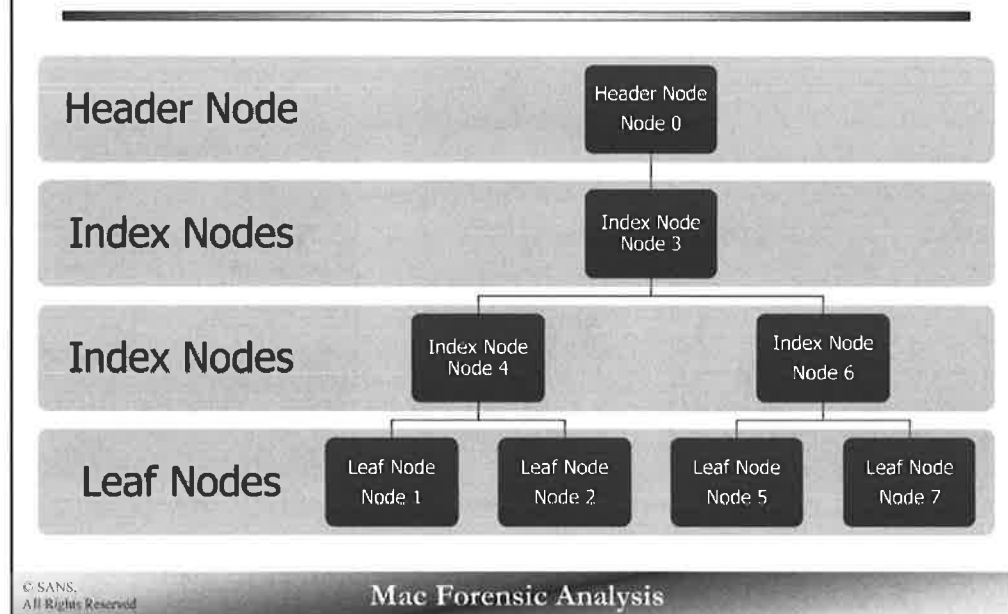 Header Node
Header Node
Node 0
Index Nodes
Index Node
Node 3
Index Nodes
Index Node
Node 4
Index Node
Node 6
Leaf Nodes
Leaf Node
Node 1
Leaf Node
Node 2
Leaf Node
Node 5
Leaf Node
Node 7
© SANS,
All Rights Reserved
Mac Forensic Analysis